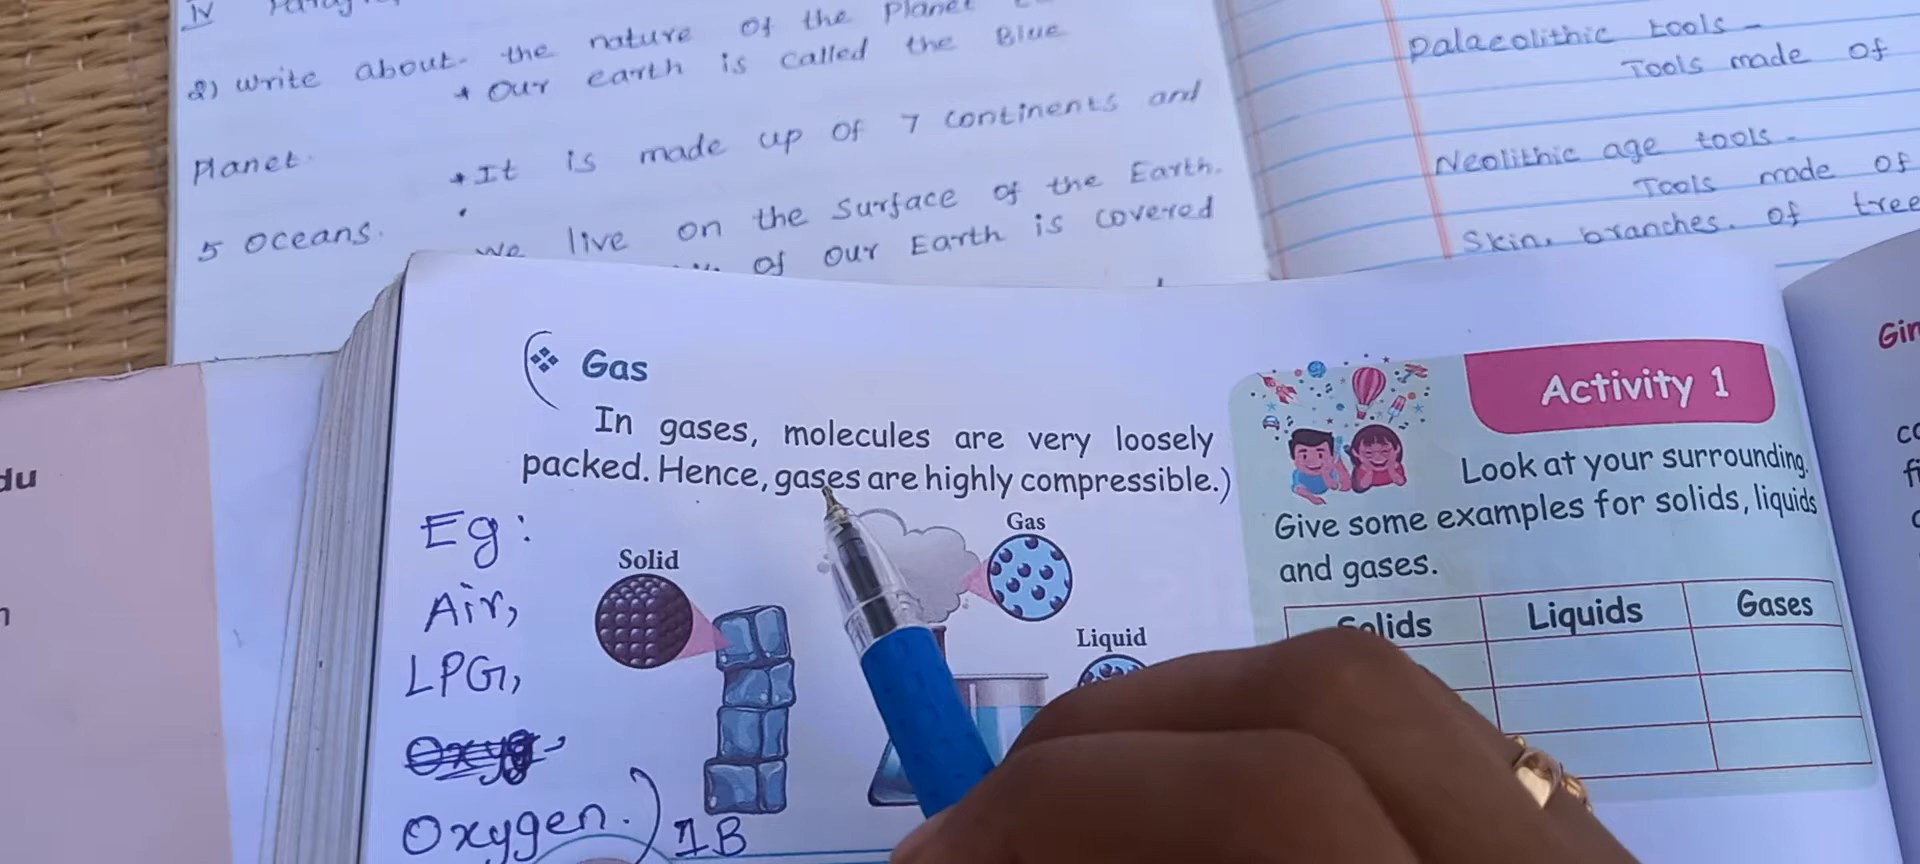 IV
2) Write about the nature of the Planet
* Our earth is called the Blue
Planet.
* It is made up of 7 continents and
5 oceans.
We live on the surface of the Earth.
of our Earth is covered
Palaeolithic tools -
Tools made of
Neolithic age tools -
Tools made of
Skin, branches of tree
du
Gas
In gases, molecules are very loosely
packed. Hence, gases are highly compressible.)
Eg:
Air,
LPG,
Oxygen.)
1B
Solid
Gas
Liquid
Activity 1
Look at your surrounding.
Give some examples for solids, liquids
and gases.
Solids Liquids Gases